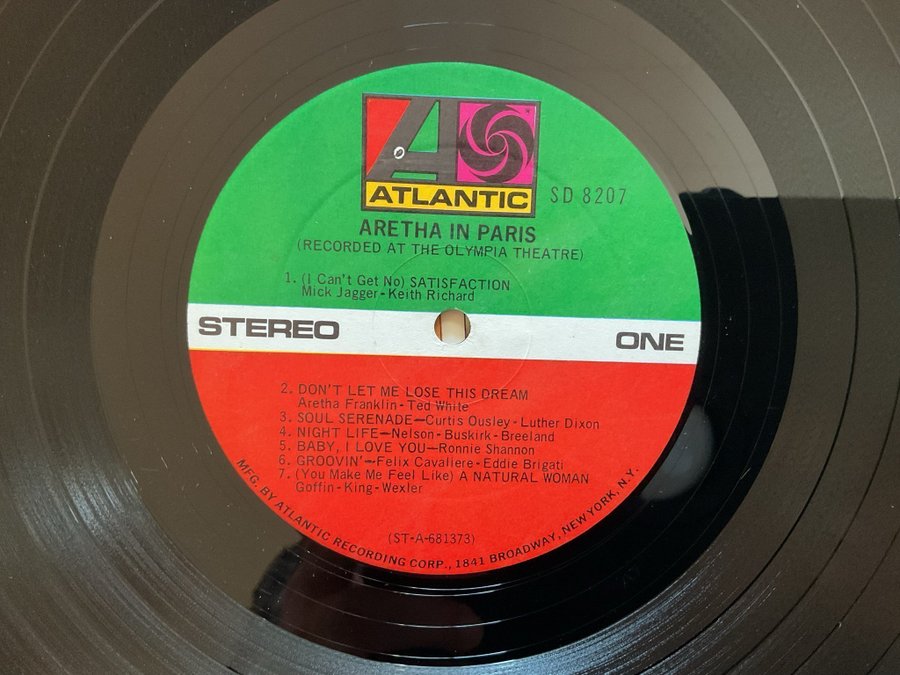 A
ATLANTIC
SD 8207
ARETHA IN PARIS
(RECORDED AT THE OLYMPIA THEATRE)
1. (I Can't Get No) SATISFACTION
Mick Jagger - Keith Richard
STEREO
ONE
2. DON'T LET ME LOSE THIS DREAM
Aretha Franklin - Ted White
3. SOUL SERENADE—Curtis Ousley - Luther Dixon
4. NIGHT LIFE—Nelson - Buskirk - Breeland
5. BABY, I LOVE YOU—Ronnie Shannon
6. GROOVIN'—Felix Cavaliere - Eddie Brigati
7. (You Make Me Feel Like) A NATURAL WOMAN
Goffin - King - Wexler
(ST-A-681373)
MFG. BY ATLANTIC RECORDING CORP., 1841 BROADWAY, NEW YORK, N.Y.